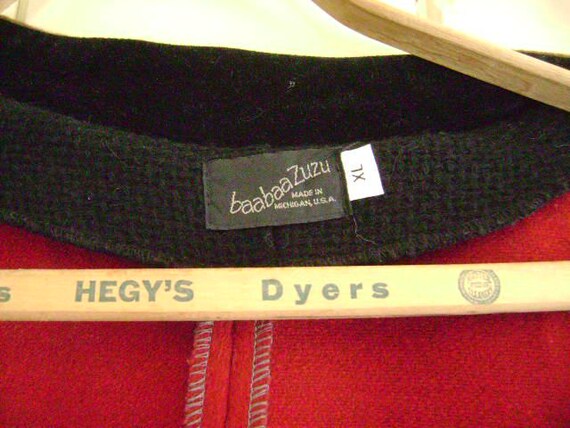 baabaaZuzu
MADE IN
MICHIGAN, U.S.A.
XL
s HEGY'S Dyers